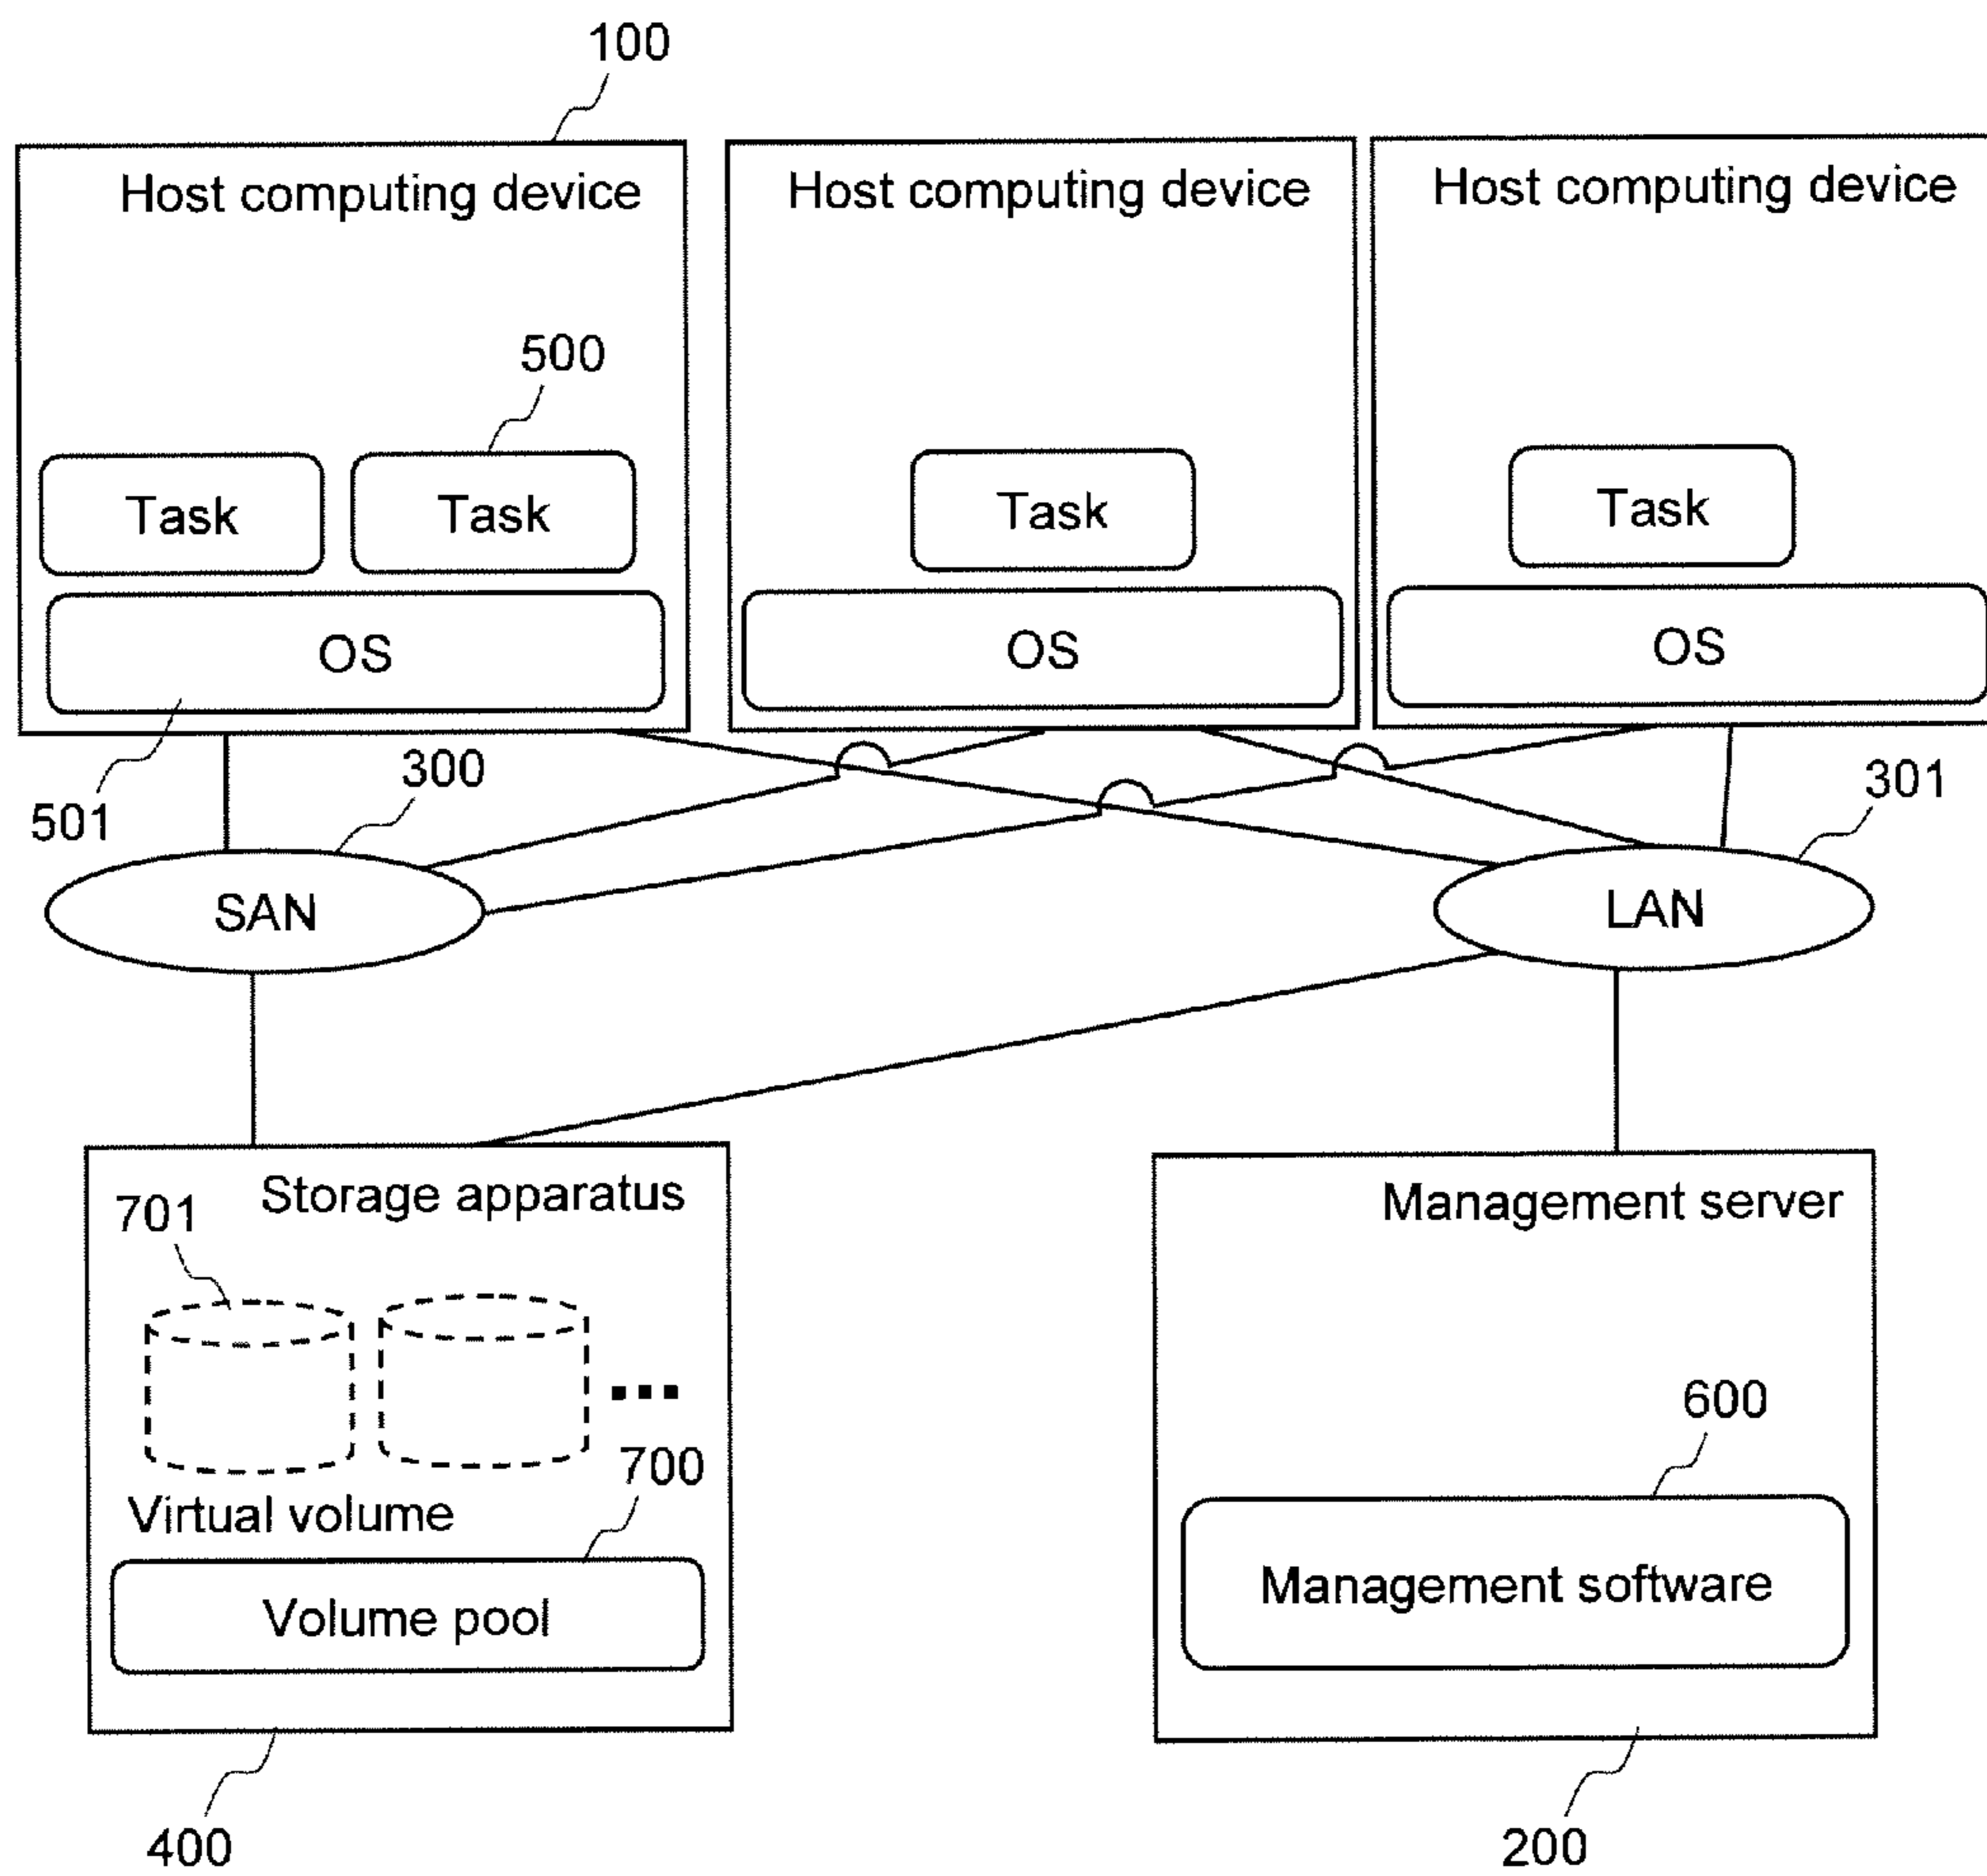 100
Host computing device
Host computing device
Host computing device
500
Task
Task
Task
Task
OS
OS
OS
501
300
301
SAN
LAN
Storage apparatus
Management server
701
600
700
Virtual volume
Volume pool
Management software
400
200